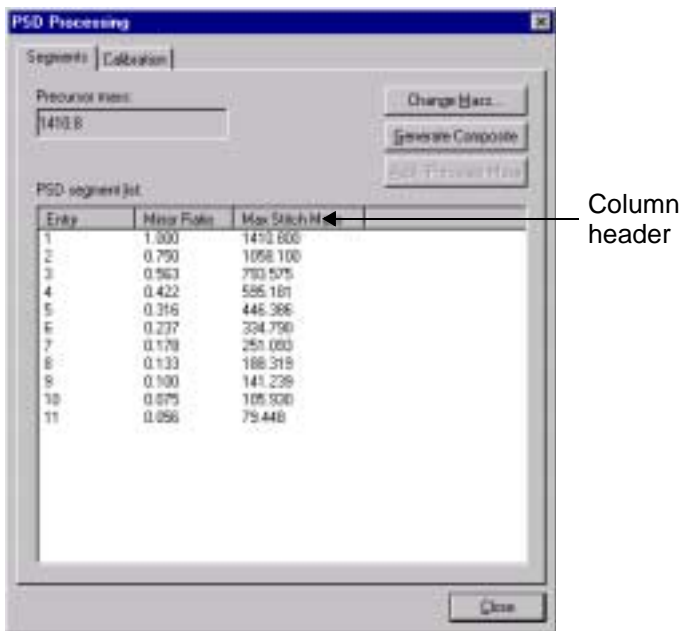 PSD Processing
Segments Calibration
Precursor mass:
1410.8
Change Mass...
Generate Composite
PSD segment list:
Entry Mirror Ratio Max Stitch M
Column
header
1 1.000 1410.800
2 0.750 1058.100
3 0.563 793.575
4 0.422 595.181
5 0.316 446.386
6 0.237 334.790
7 0.178 251.093
8 0.133 188.319
9 0.100 141.239
10 0.075 105.930
11 0.056 79.448
Close